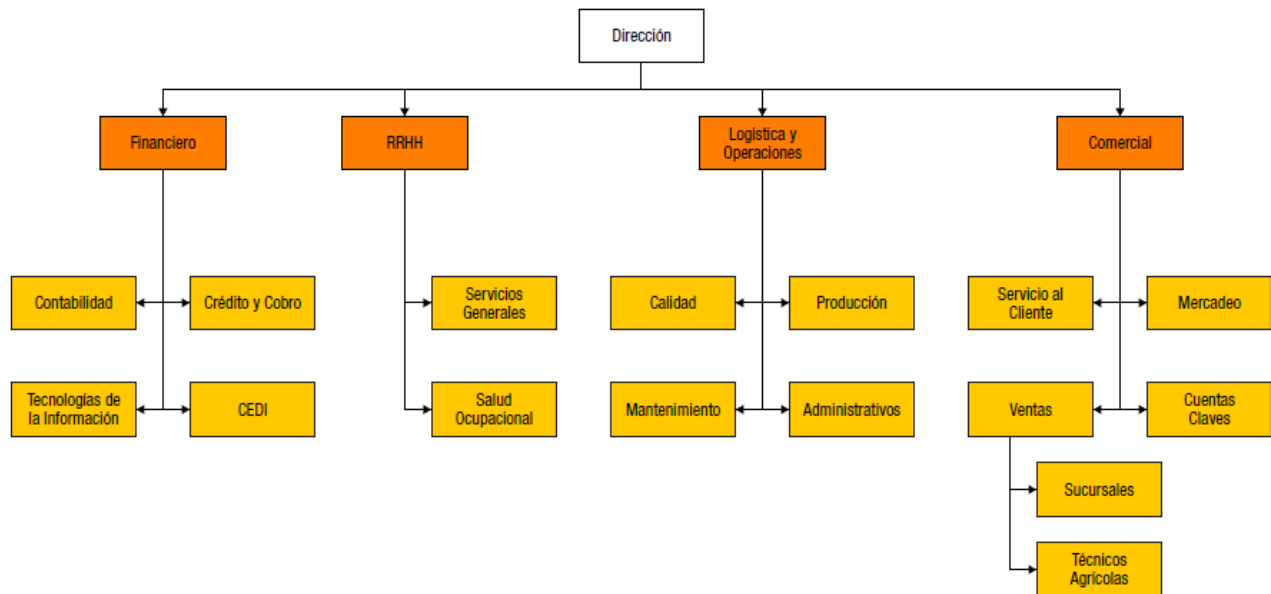 Dirección
Financiero
RRHH
Logística y
Operaciones
Comercial
Contabilidad
Crédito y Cobro
Servicios
Generales
Calidad
Producción
Servicio al
Cliente
Mercadeo
Tecnologías de
la Información
CEDI
Salud
Ocupacional
Mantenimiento
Administrativos
Ventas
Cuentas
Claves
Sucursales
Técnicos
Agrícolas